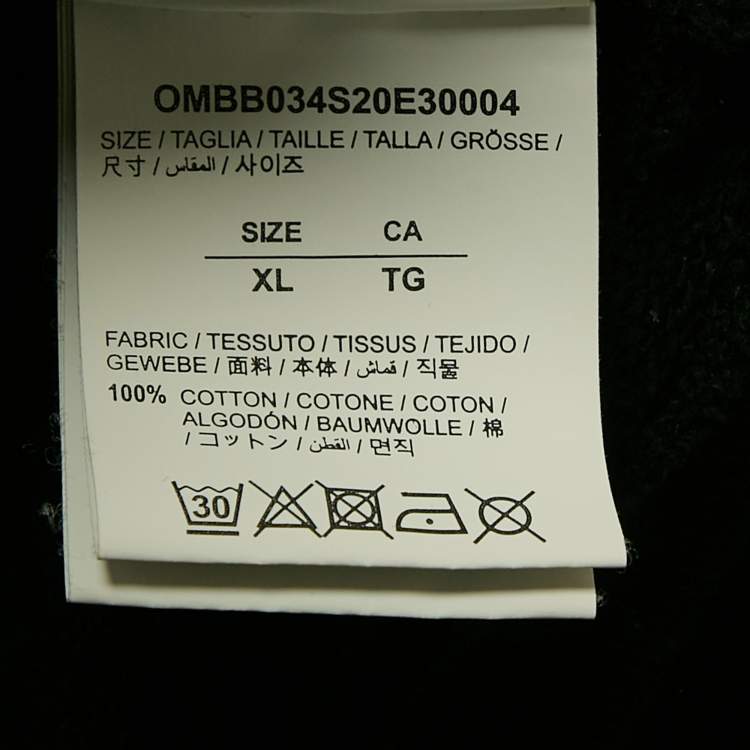 OMBB034S20E30004
SIZE / TAGLIA / TAILLE / TALLA / GRÖSSE /
尺寸 / المقاس / 사이즈
SIZE CA
XL TG
FABRIC / TESSUTO / TISSUS / TEJIDO /
GEWEBE / 面料 / 本体 / قماش / 직물
100% COTTON / COTONE / COTON /
ALGODÓN / BAUMWOLLE / 棉
/ コットン / القطن / 면직
30